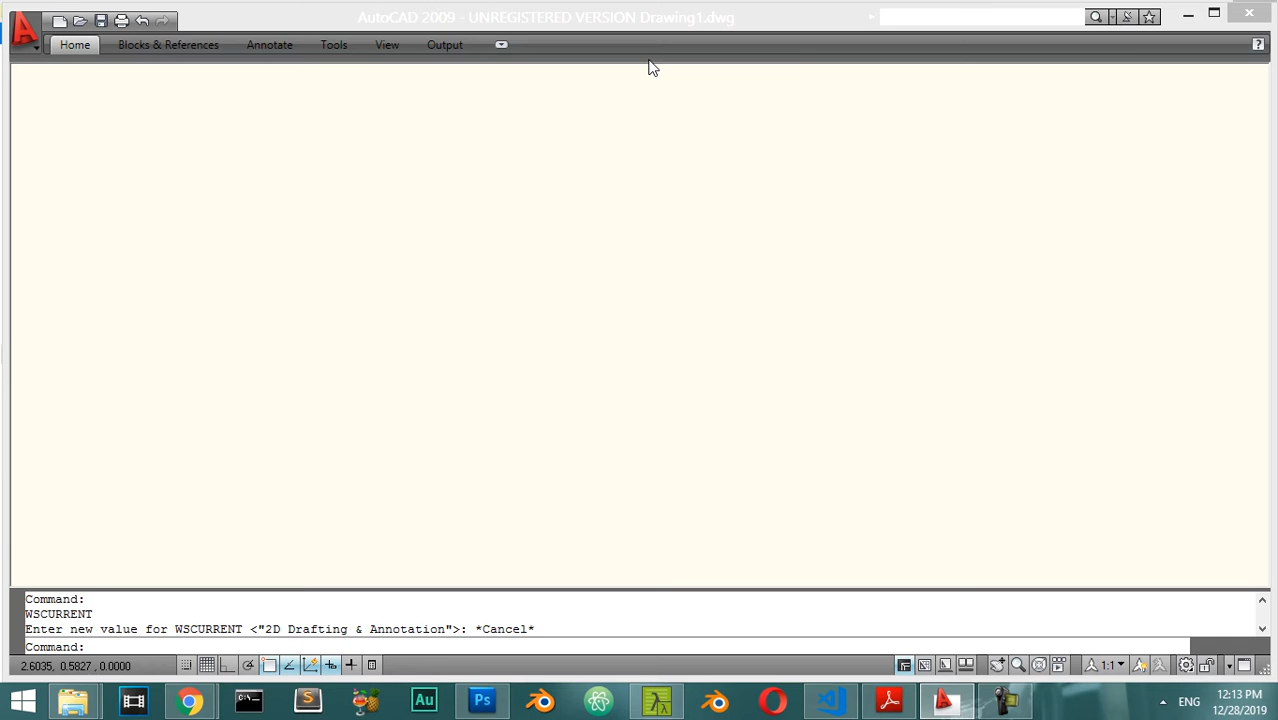 AutoCAD 2009 - UNREGISTERED VERSION Drawing1.dwg
Home Blocks & References Annotate Tools View Output
Command:
WSCURRENT
Enter new value for WSCURRENT <"2D Drafting & Annotation">: *Cancel*
Command:
2.6035, 0.5827 , 0.0000
1:1
Au
Ps
ENG
12:13 PM
12/28/2019